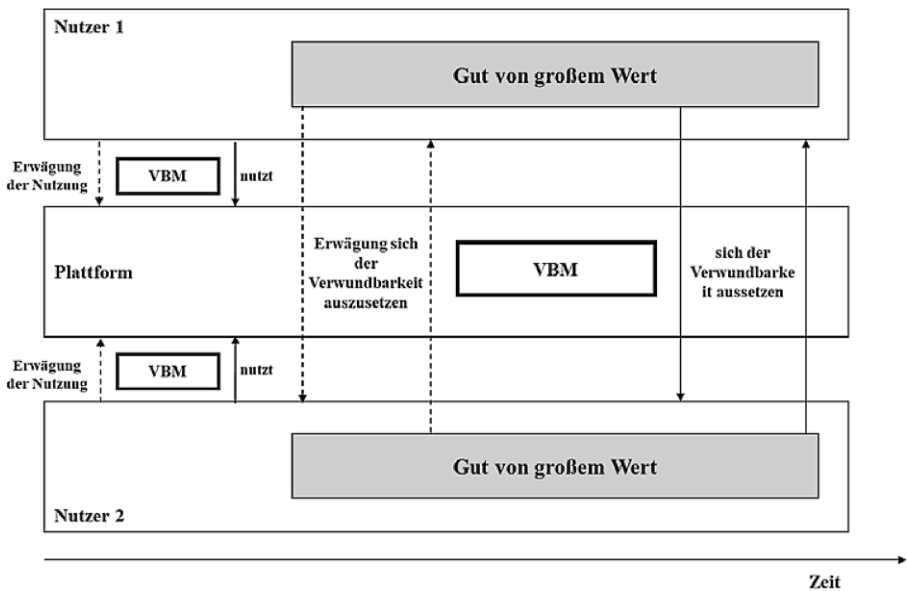 Nutzer 1
Gut von großem Wert
Erwägung
der Nutzung
VBM
nutzt
Plattform
Erwägung sich
der
Verwundbarkeit
auszusetzen
VBM
sich der
Verwundbarke
it aussetzen
Erwägung
der Nutzung
VBM
nutzt
Gut von großem Wert
Nutzer 2
Zeit